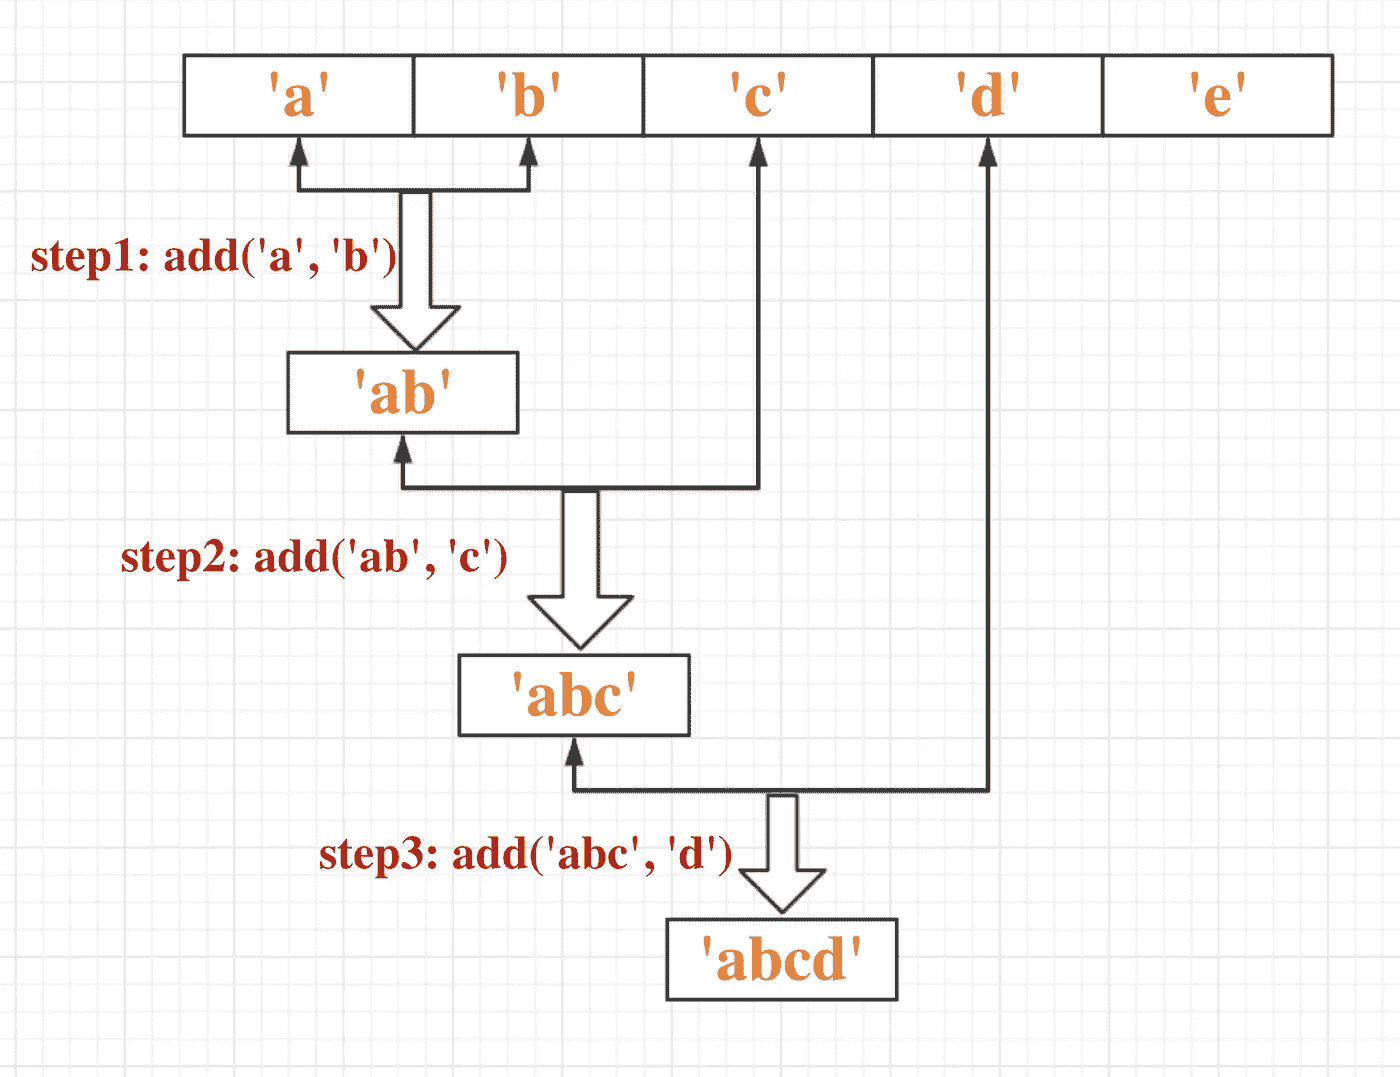 'a' 'b' 'c' 'd' 'e'
step1: add('a', 'b')
'ab'
step2: add('ab', 'c')
'abc'
step3: add('abc', 'd')
'abcd'